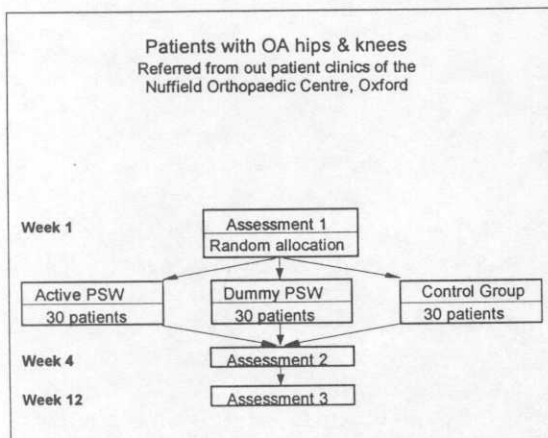 Patients with OA hips & knees
Referred from out patient clinics of the
Nuffield Orthopaedic Centre, Oxford
Week 1
Assessment 1
Random allocation
Active PSW
Dummy PSW
Control Group
30 patients
30 patients
30 patients
Week 4
Assessment 2
Week 12
Assessment 3